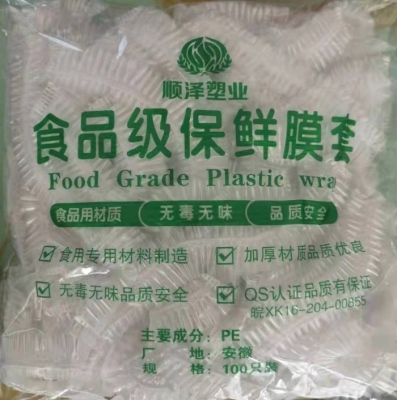 顺泽塑业
食品级保鲜膜套
Food Grade Plastic wra
食品用材质 无毒无味 品质安全
食用专用材料制造 加厚材质品质优良
无毒无味品质安全 QS认证品质有保证
皖XK16-204-00855
主要成分：PE
厂 地：安徽
规 格：100只装